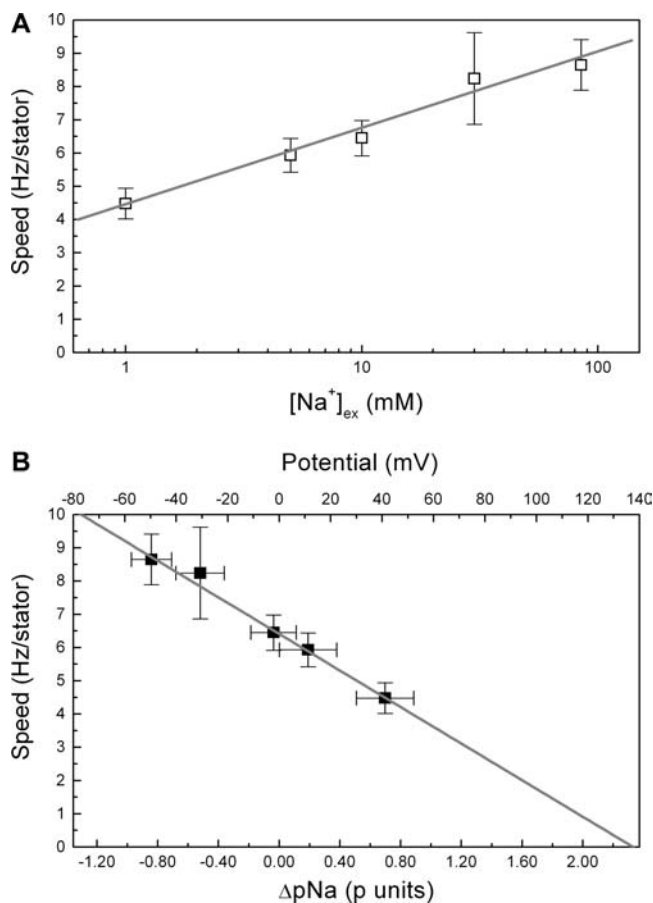 A
10
9
8
7
6
5
4
3
2
1
0
Speed (Hz/stator)
1 10 100
[Na⁺]ₑₓ (mM)
B
Potential (mV)
-80 -60 -40 -20 0 20 40 60 80 100 120 140
10
9
8
7
6
5
4
3
2
1
0
Speed (Hz/stator)
-1.20 -0.80 -0.40 0.00 0.40 0.80 1.20 1.60 2.00
ΔpNa (p units)